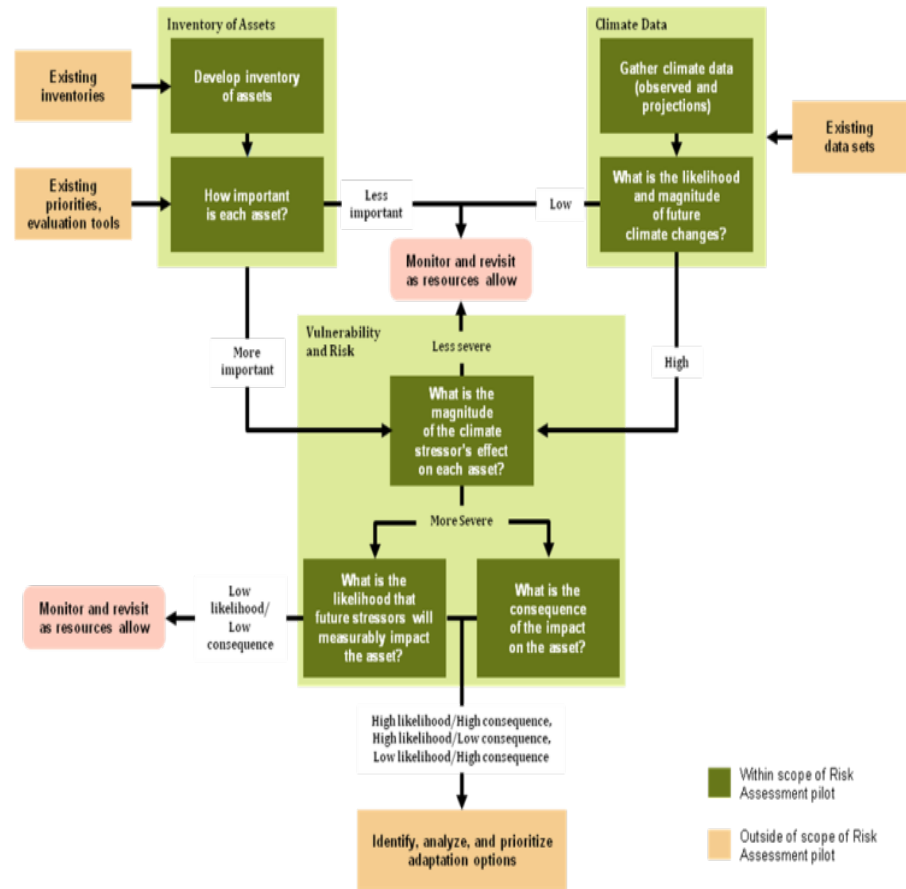 Inventory of Assets
Climate Data
Existing
inventories
Develop inventory
of assets
Gather climate data
(observed and
projections)
Existing
data sets
Existing
priorities,
evaluation tools
How important
is each asset?
Less
important
Low
What is the likelihood
and magnitude
of future
climate changes?
Monitor and revisit
as resources allow
Vulnerability
and Risk
Less severe
More
important
High
What is the
magnitude
of the climate
stressor's effect
on each asset?
More Severe
Monitor and revisit
as resources allow
Low
likelihood/
Low
consequence
What is the
likelihood that
future stressors will
measurably impact
the asset?
What is the
consequence
of the impact
on the asset?
High likelihood/High consequence,
High likelihood/Low consequence,
Low likelihood/High consequence
Identify, analyze, and prioritize
adaptation options
Within scope of Risk
Assessment pilot
Outside of scope of Risk
Assessment pilot